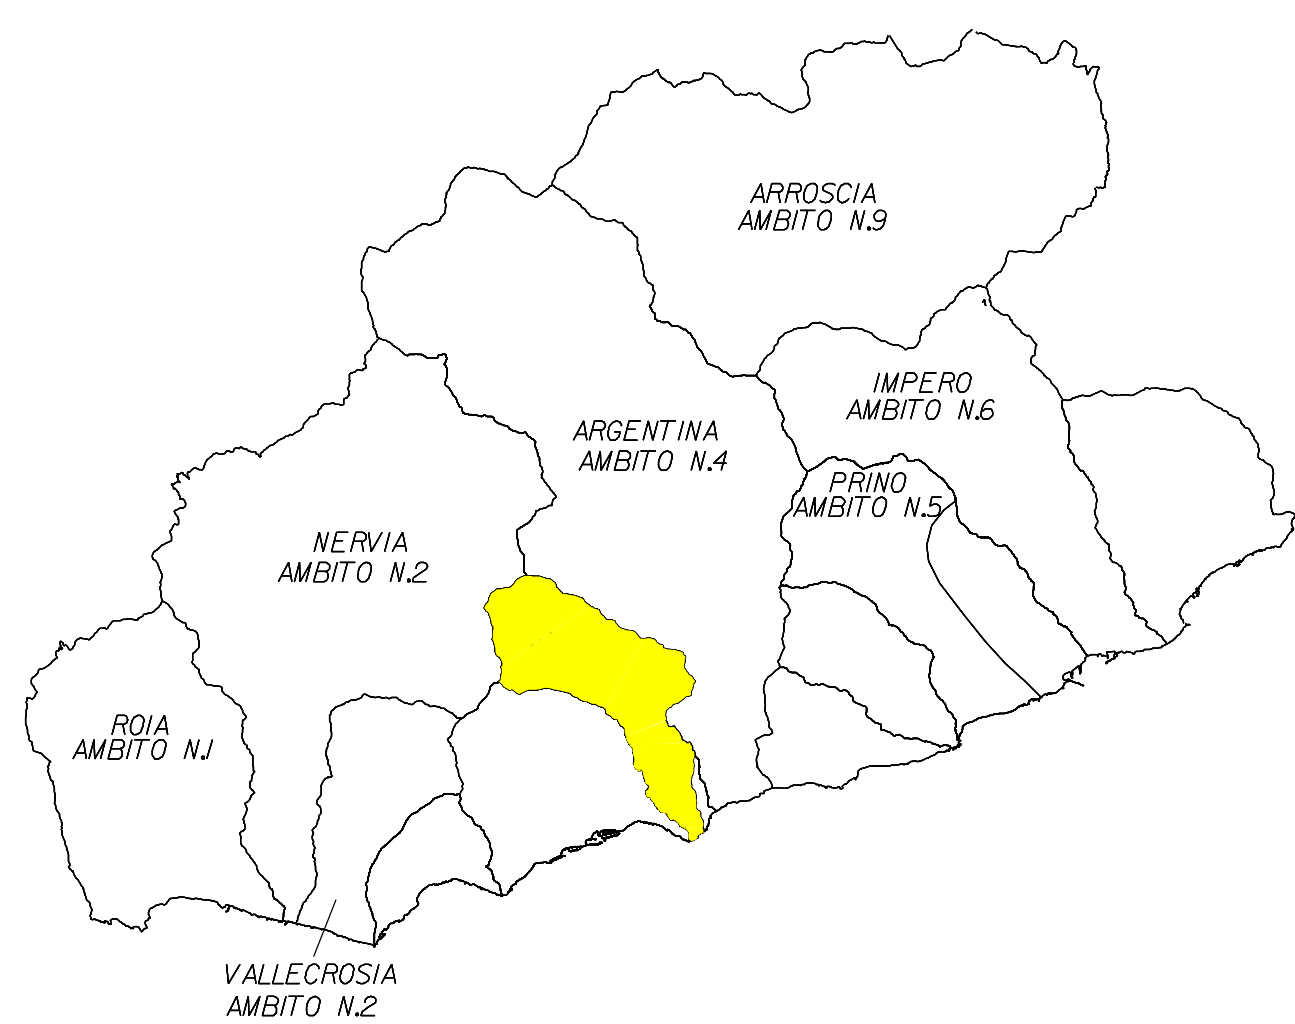 ARROSCIA
AMBITO N.9
IMPERO
AMBITO N.6
ARGENTINA
AMBITO N.4
PRINO
AMBITO N.5
NERVIA
AMBITO N.2
ROIA
AMBITO N.1
VALLECROSIA
AMBITO N.2